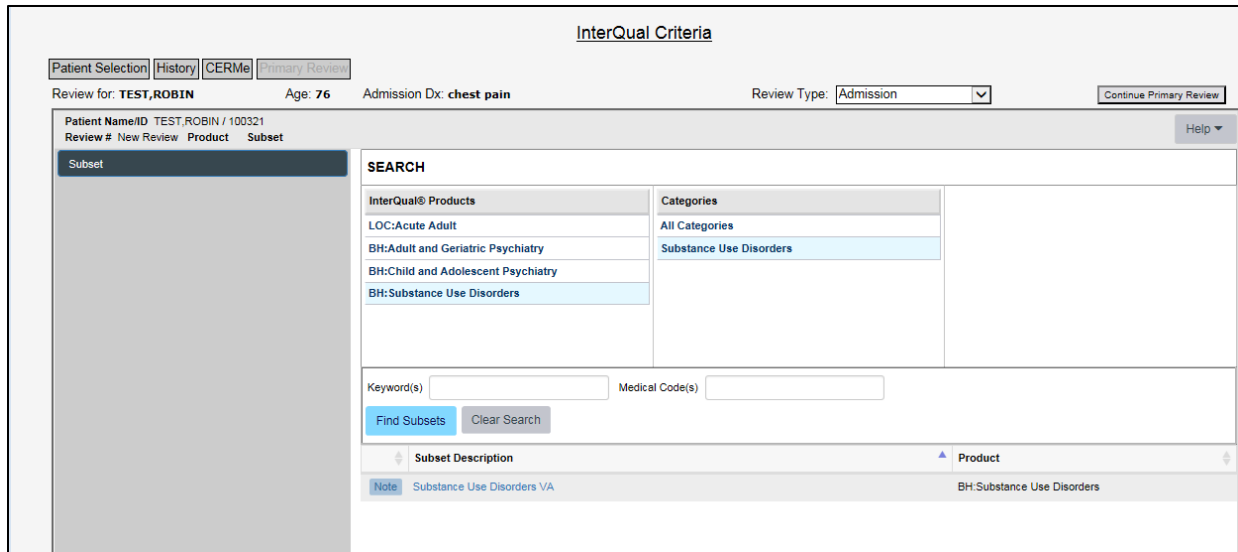 InterQual Criteria
Patient Selection History CERMe Primary Review
Review for: TEST,ROBIN Age: 76 Admission Dx: chest pain Review Type: Admission Continue Primary Review
Patient Name/ID TEST,ROBIN / 100321
Review # New Review Product Subset
Help
Subset
SEARCH
InterQual® Products Categories
LOC:Acute Adult All Categories
BH:Adult and Geriatric Psychiatry Substance Use Disorders
BH:Child and Adolescent Psychiatry
BH:Substance Use Disorders
Keyword(s) Medical Code(s)
Find Subsets Clear Search
Subset Description Product
Note Substance Use Disorders VA BH:Substance Use Disorders